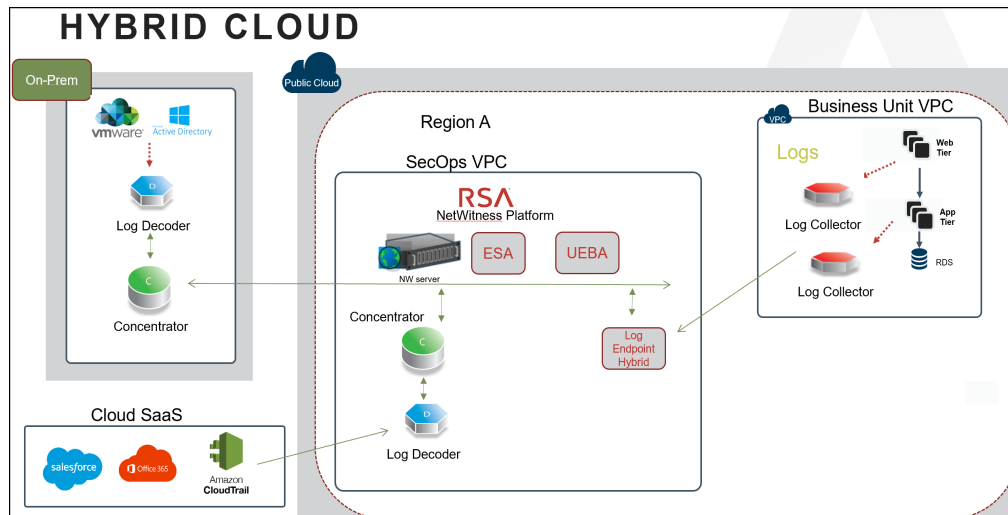 HYBRID CLOUD
On-Prem
vmware
Active Directory
D
Log Decoder
C
Concentrator
Cloud SaaS
salesforce
Office 365
Amazon
CloudTrail
Public Cloud
Region A
SecOps VPC
RSA
NetWitness Platform
NW server
ESA
UEBA
Concentrator
C
D
Log Decoder
Log
Endpoint
Hybrid
Business Unit VPC
VPC
Logs
Web
Tier
Log Collector
App
Tier
RDS
Log Collector